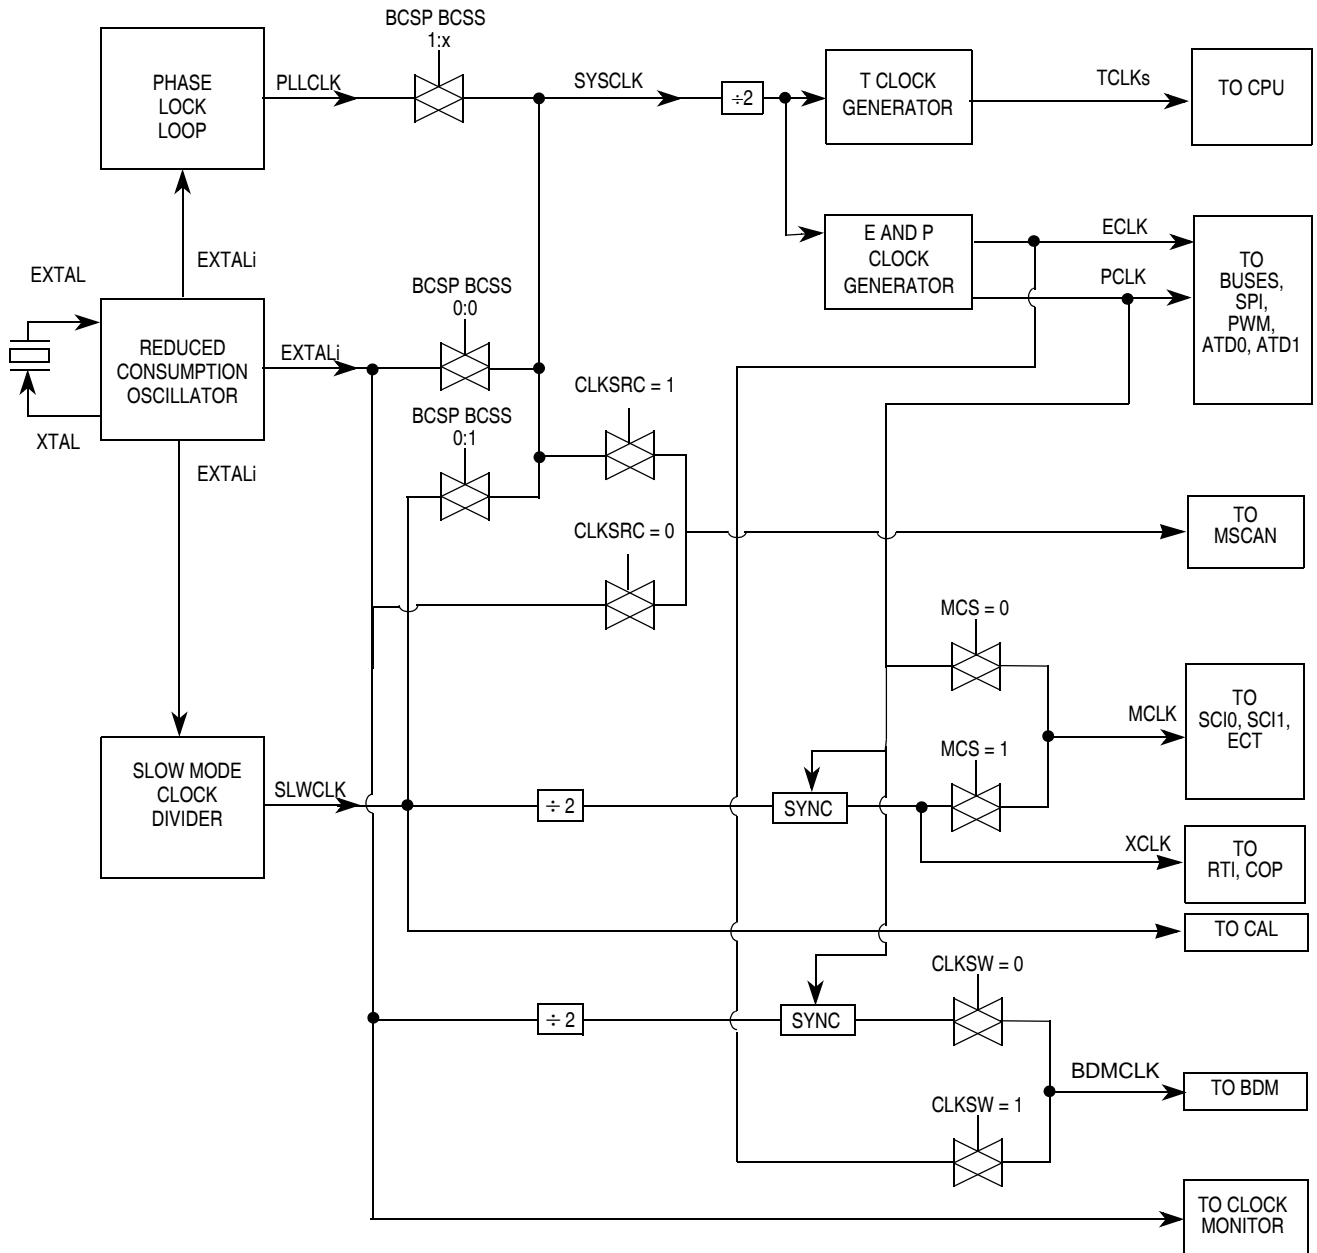 BCSP BCSS
1:x
PHASE
LOCK
LOOP
PLLCLK
SYSCLK
÷2
T CLOCK
GENERATOR
TCLKs
TO CPU
EXTALi
EXTAL
E AND P
CLOCK
GENERATOR
ECLK
PCLK
TO
BUSES,
SPI,
PWM,
ATD0, ATD1
BCSP BCSS
0:0
REDUCED
CONSUMPTION
OSCILLATOR
EXTALi
CLKSRC = 1
BCSP BCSS
0:1
XTAL
EXTALi
CLKSRC = 0
TO
MSCAN
MCS = 0
MCLK
TO
SCI0, SCI1,
ECT
MCS = 1
SLOW MODE
CLOCK
DIVIDER
SLWCLK
÷ 2
SYNC
XCLK
TO
RTI, COP
TO CAL
CLKSW = 0
÷ 2
SYNC
BDMCLK
TO BDM
CLKSW = 1
TO CLOCK
MONITOR